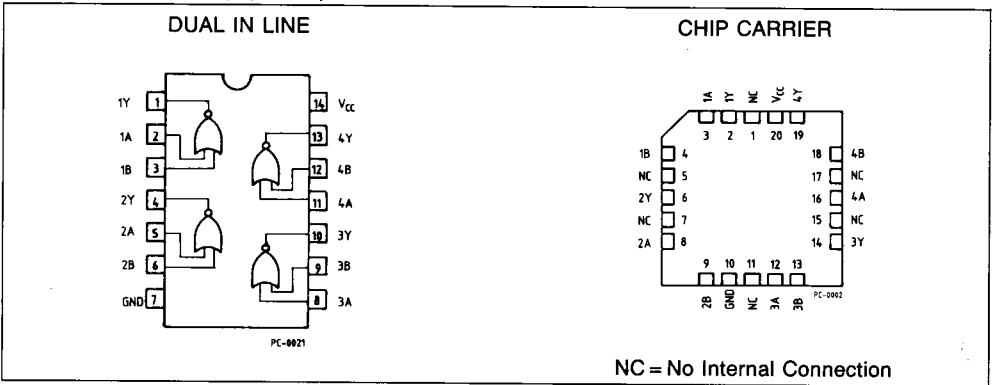 DUAL IN LINE
1Y 1
1A 2
1B 3
2Y 4
2A 5
2B 6
GND 7
14 VCC
13 4Y
12 4B
11 4A
10 3Y
9 3B
8 3A
PC-0021
CHIP CARRIER
1A 1Y NC VCC 4Y
3 2 1 20 19
1B 4
NC 5
2Y 6
NC 7
2A 8
18 4B
17 NC
16 4A
15 NC
14 3Y
9 10 11 12 13
2B GND NC 3A 3B
PC-0002
NC = No Internal Connection